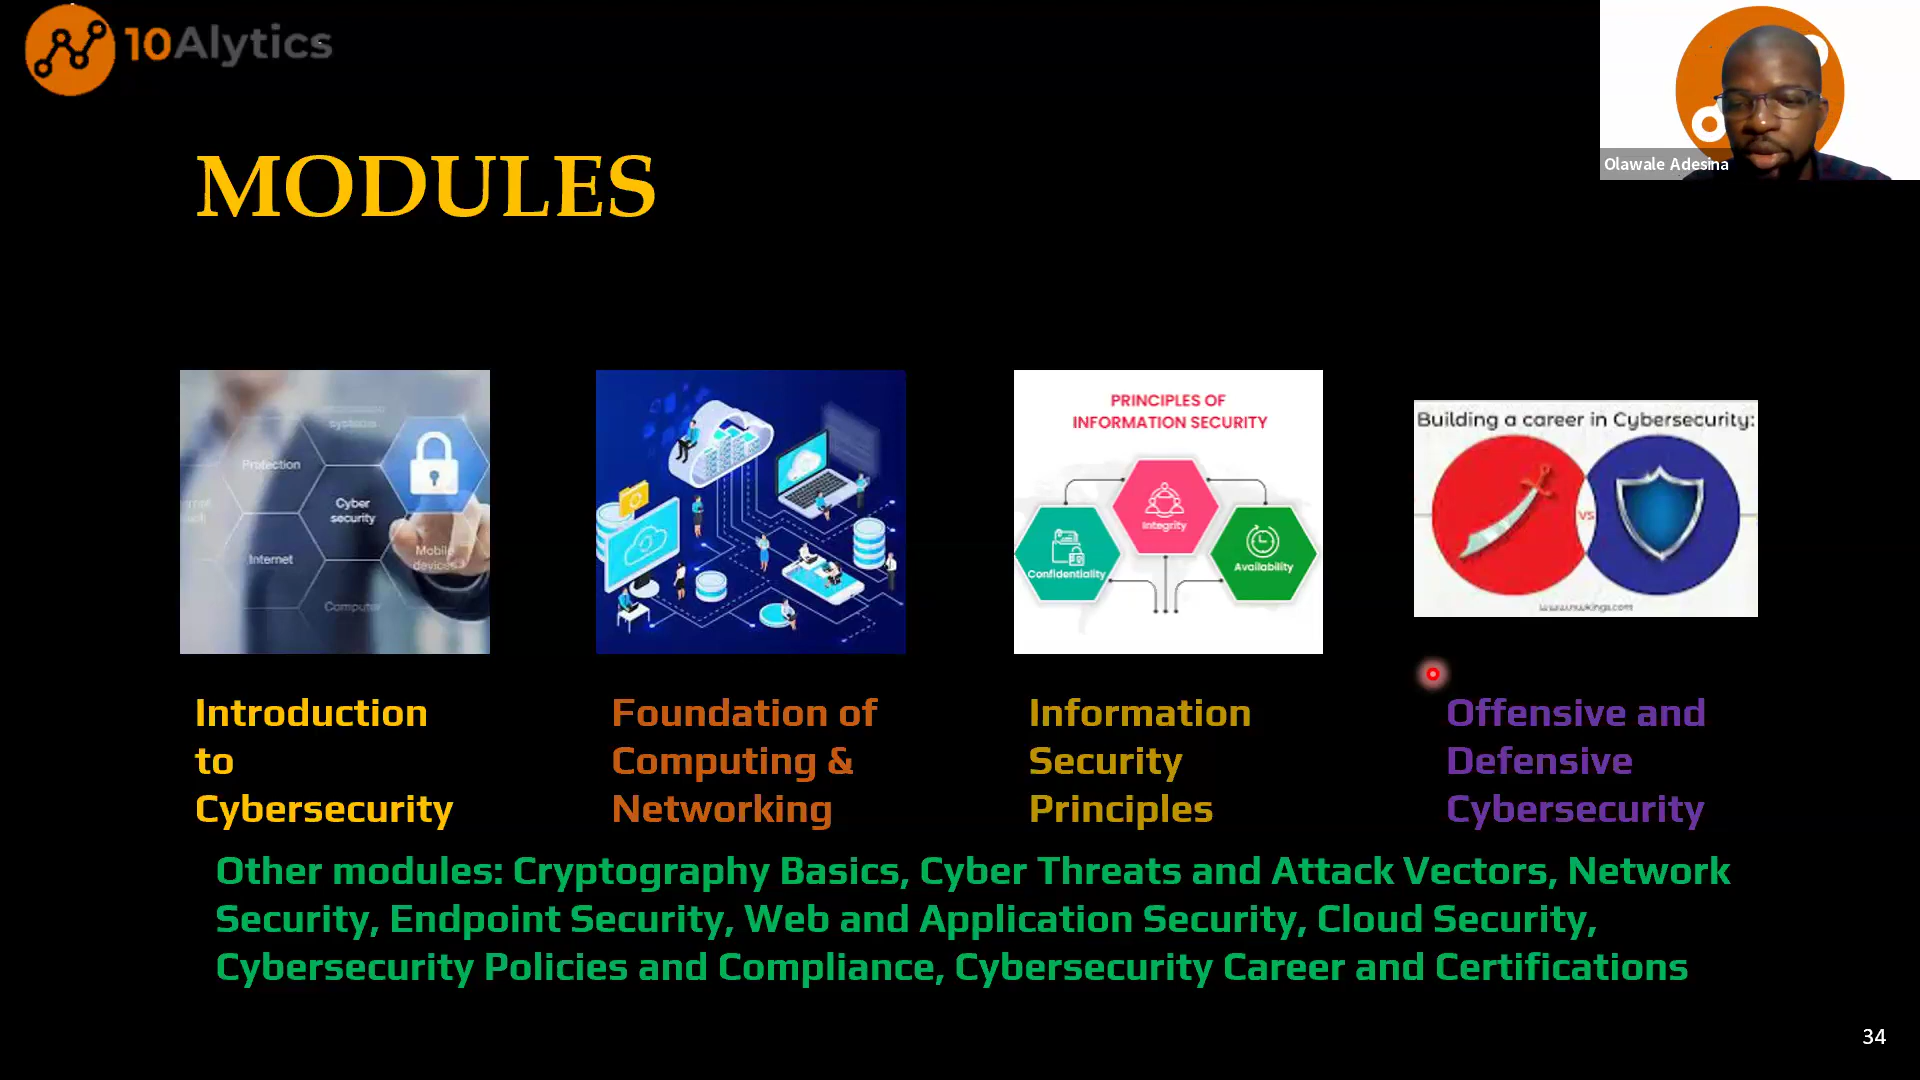 10Alytics
Olawale Adesina
MODULES
Protection
Cyber
security
Internet
Mobile
devices
Computer
PRINCIPLES OF
INFORMATION SECURITY
Integrity
Confidentiality
Availability
Building a career in Cybersecurity:
VS
Introduction
to
Cybersecurity
Foundation of
Computing &
Networking
Information
Security
Principles
Offensive and
Defensive
Cybersecurity
Other modules: Cryptography Basics, Cyber Threats and Attack Vectors, Network
Security, Endpoint Security, Web and Application Security, Cloud Security,
Cybersecurity Policies and Compliance, Cybersecurity Career and Certifications
34